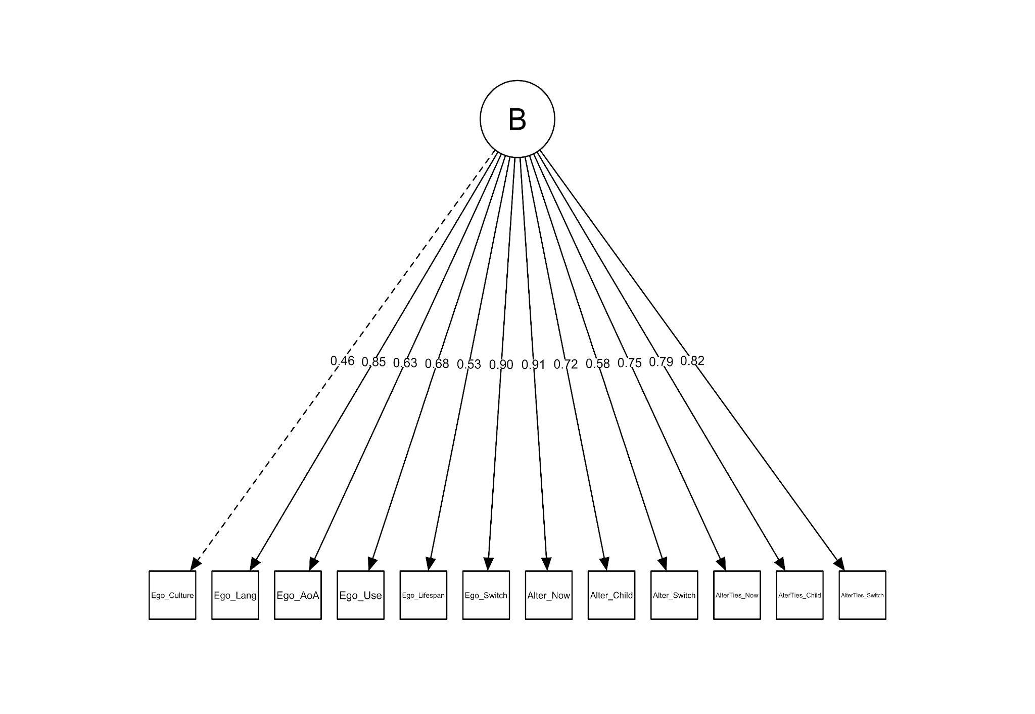 B
0.46 0.85 0.63 0.68 0.53 0.90 0.91 0.72 0.58 0.75 0.79 0.82
Ego_Culture Ego_Lang Ego_AoA Ego_Use Ego_Lifespan Ego_Switch Alter_Now Alter_Child Alter_Switch AlterTies_Now AlterTies_Child AlterTies_Switch